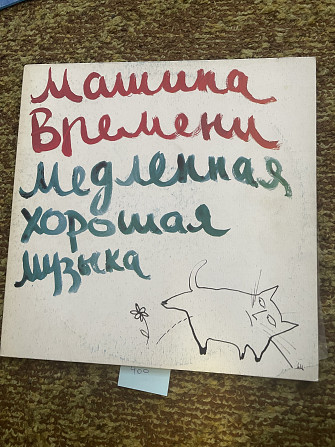 Машина
Времени
медленная
хорошая
музыка
400